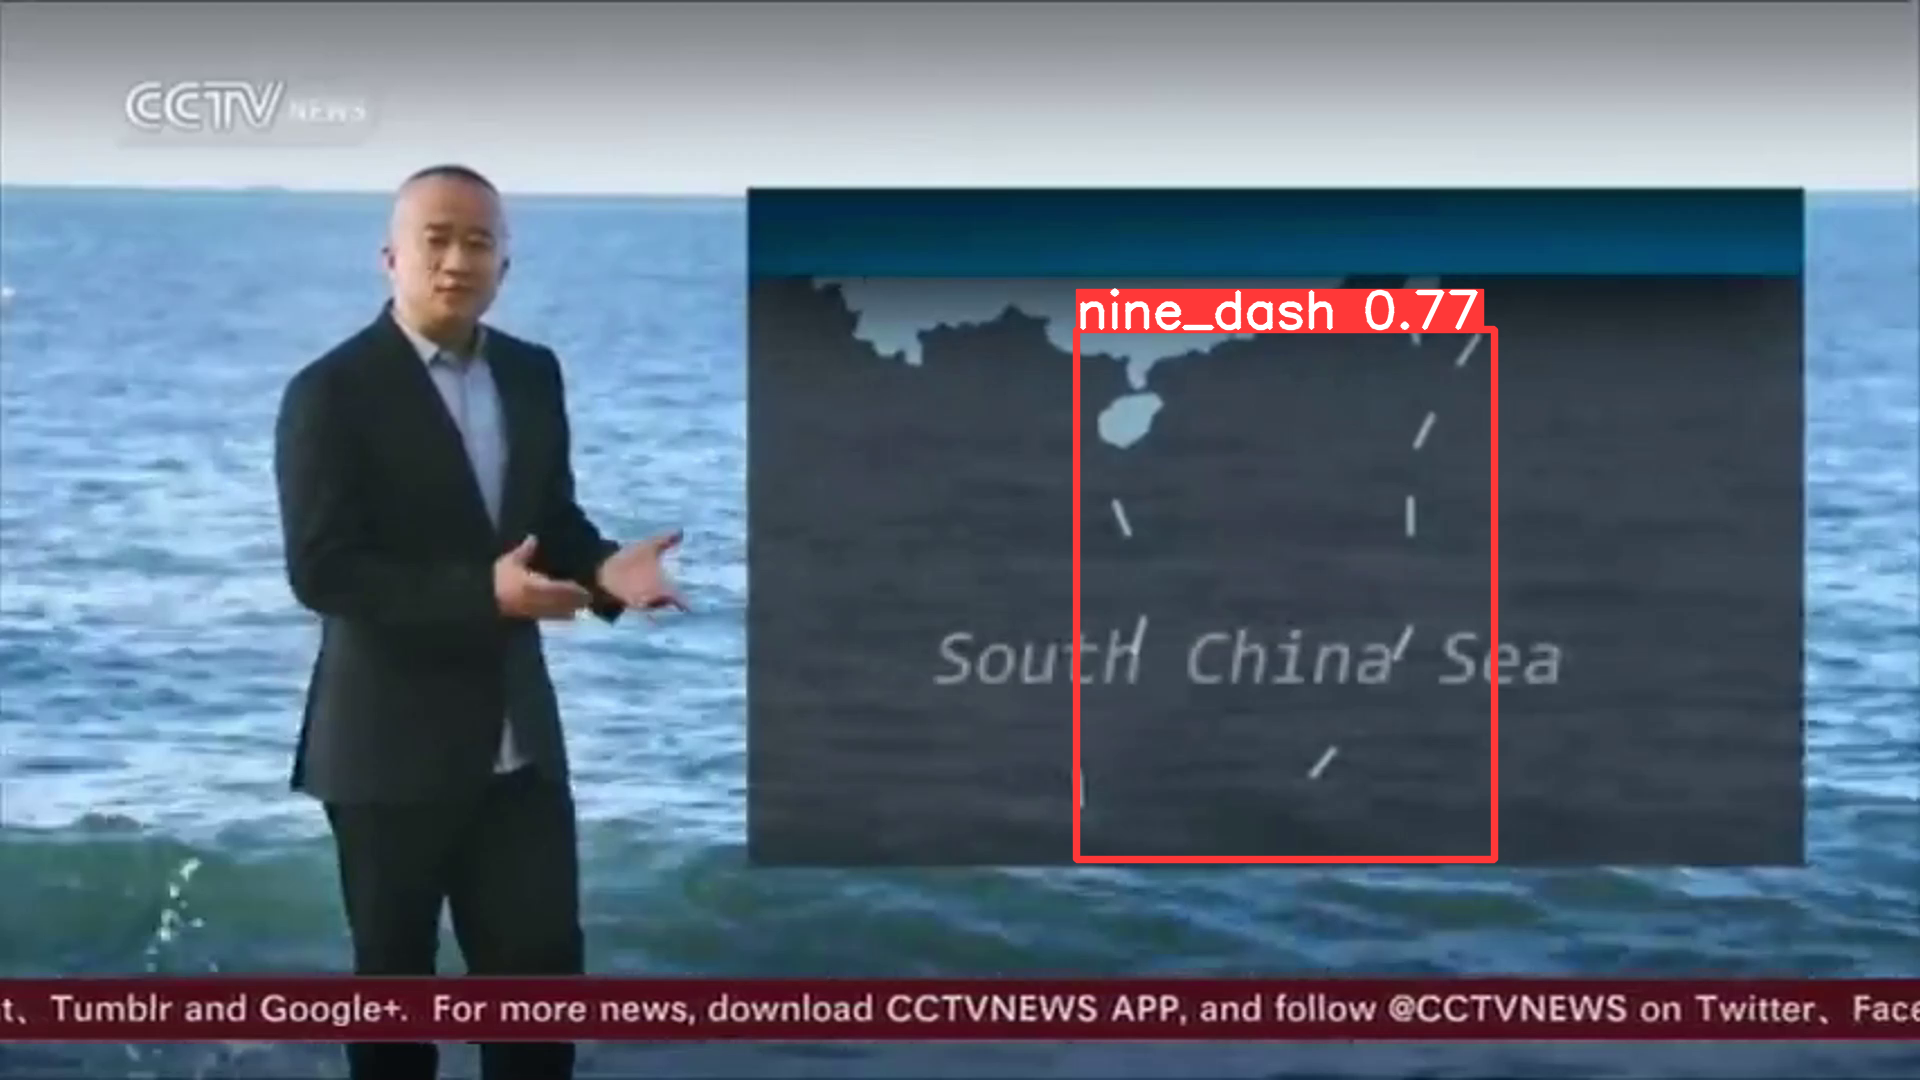 CCTV NEWS
nine_dash 0.77
South China Sea
t、Tumblr and Google+. For more news, download CCTVNEWS APP, and follow @CCTVNEWS on Twitter、Face